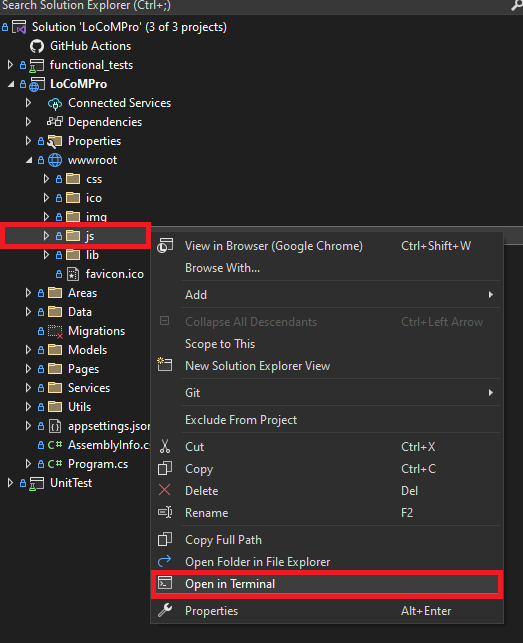 Search Solution Explorer (Ctrl+;)
Solution 'LoCoMPro' (3 of 3 projects)
GitHub Actions
functional_tests
LoCoMPro
Connected Services
Dependencies
Properties
wwwroot
css
ico
img
js
lib
favicon.ico
Areas
Data
Migrations
Models
Pages
Services
Utils
appsettings.json
AssemblyInfo.cs
C# Program.cs
UnitTest
View in Browser (Google Chrome) Ctrl+Shift+W
Browse With...
Add
Collapse All Descendants Ctrl+Left Arrow
Scope to This
New Solution Explorer View
Git
Exclude From Project
Cut Ctrl+X
Copy Ctrl+C
Delete Del
Rename F2
Copy Full Path
Open Folder in File Explorer
Open in Terminal
Properties Alt+Enter